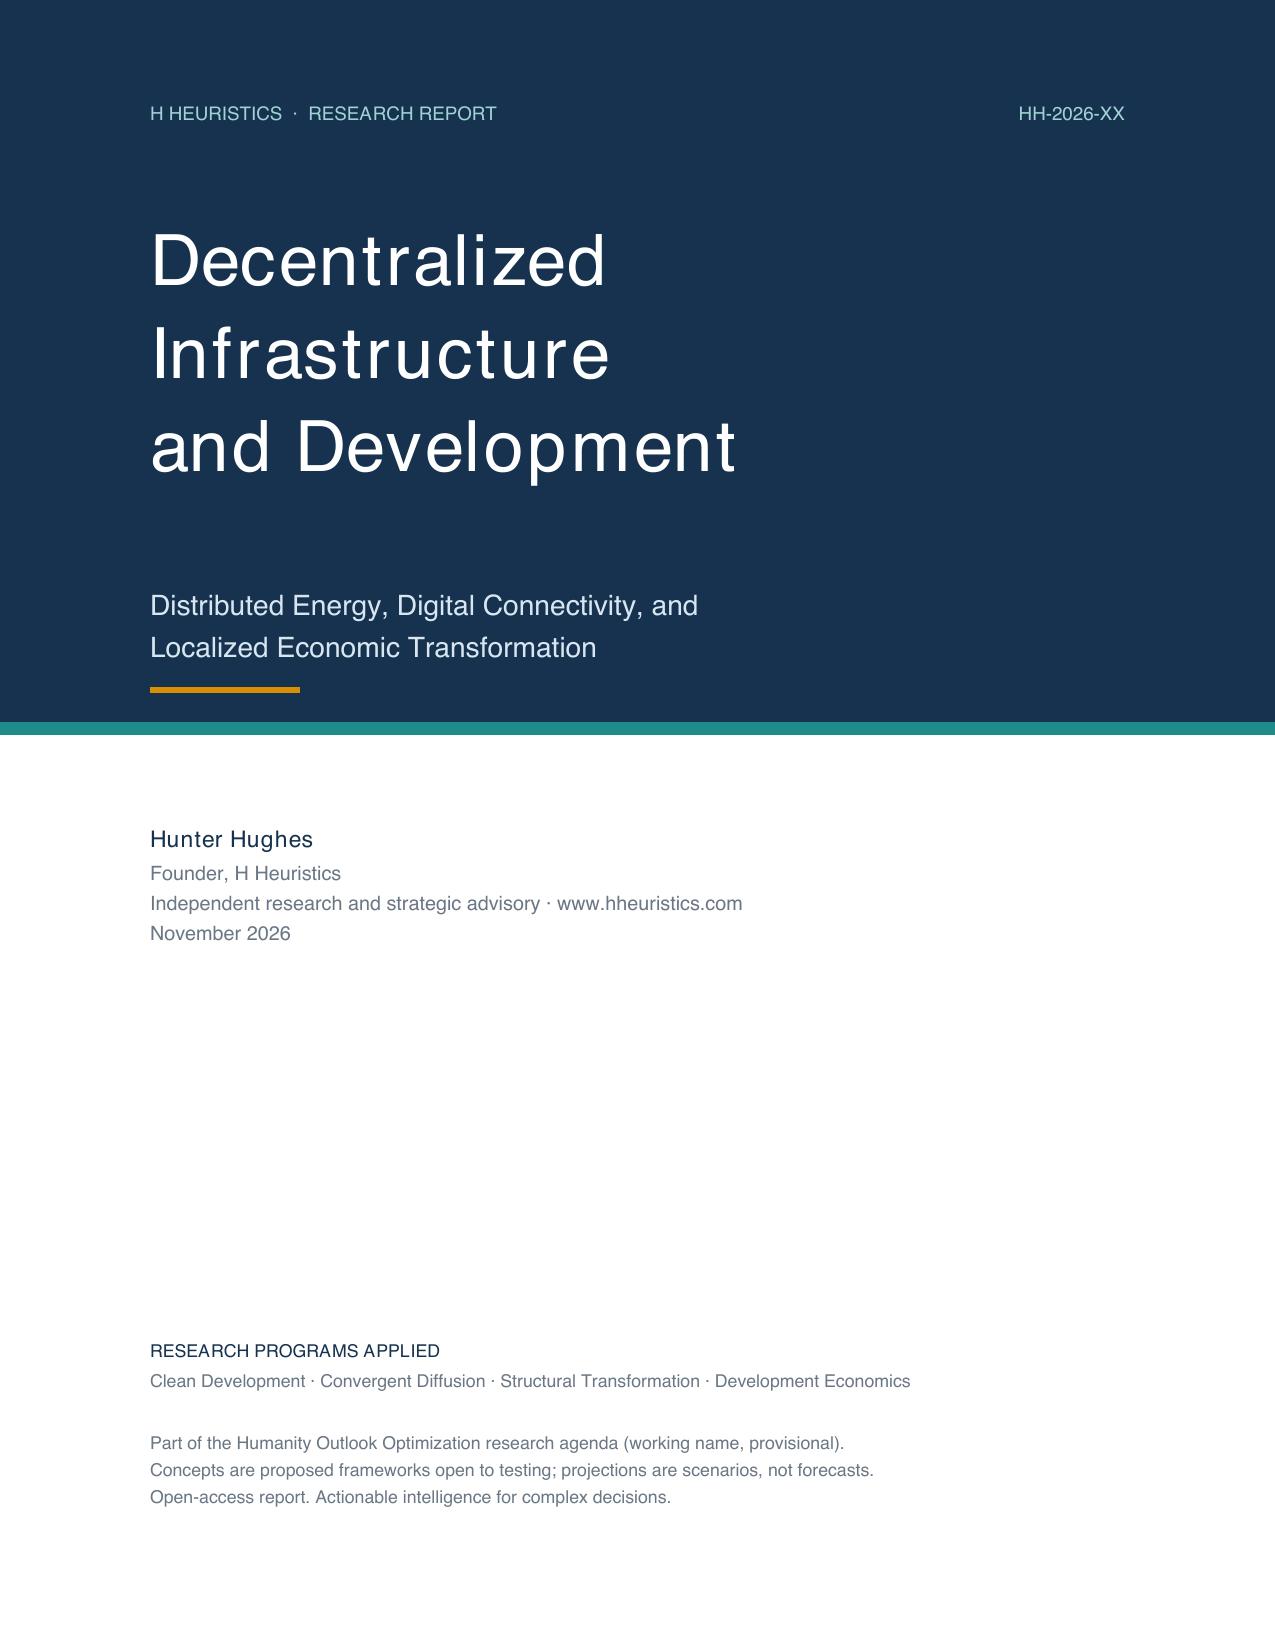 H HEURISTICS · RESEARCH REPORT
HH-2026-XX
Decentralized
Infrastructure
and Development
Distributed Energy, Digital Connectivity, and
Localized Economic Transformation
Hunter Hughes
Founder, H Heuristics
Independent research and strategic advisory · www.hheuristics.com
November 2026
RESEARCH PROGRAMS APPLIED
Clean Development · Convergent Diffusion · Structural Transformation · Development Economics
Part of the Humanity Outlook Optimization research agenda (working name, provisional).
Concepts are proposed frameworks open to testing; projections are scenarios, not forecasts.
Open-access report. Actionable intelligence for complex decisions.